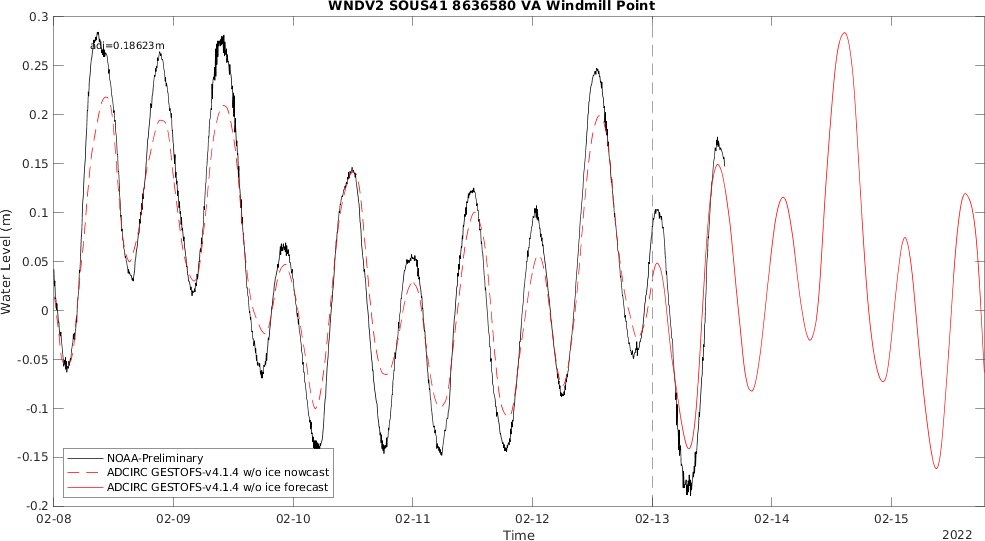 WNDV2 SOUS41 8636580 VA Windmill Point
adj=0.18623m
Water Level (m)
0.3
0.25
0.2
0.15
0.1
0.05
0
-0.05
-0.1
-0.15
-0.2
NOAA-Preliminary
ADCIRC GESTOFS-v4.1.4 w/o ice nowcast
ADCIRC GESTOFS-v4.1.4 w/o ice forecast
02-08 02-09 02-10 02-11 02-12 02-13 02-14 02-15
Time
2022